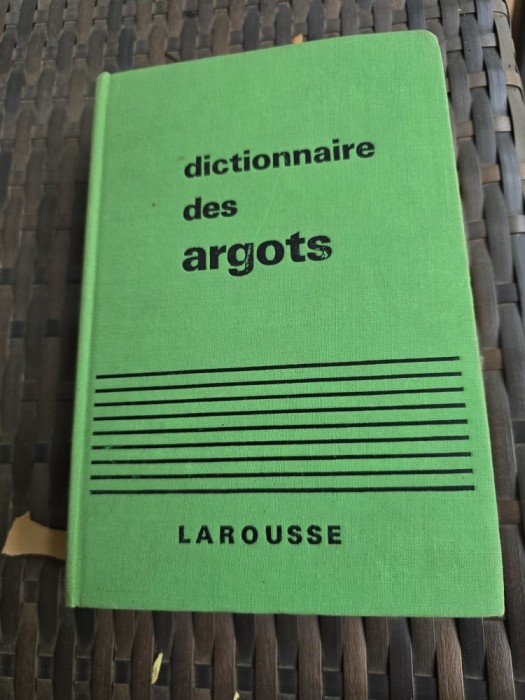 dictionnaire
des
argots
LAROUSSE